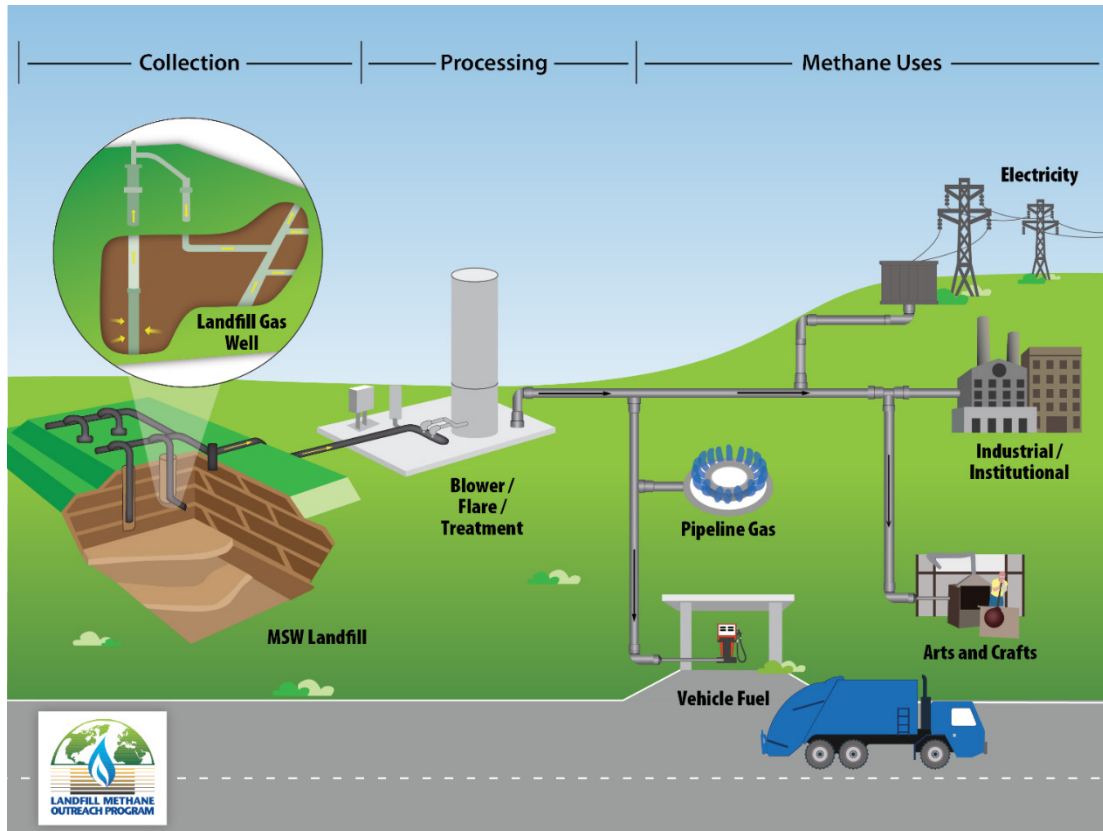 Collection
Processing
Methane Uses
Electricity
Landfill Gas
Well
Industrial /
Institutional
Blower /
Flare /
Treatment
Pipeline Gas
MSW Landfill
Arts and Crafts
Vehicle Fuel
LANDFILL METHANE
OUTREACH PROGRAM